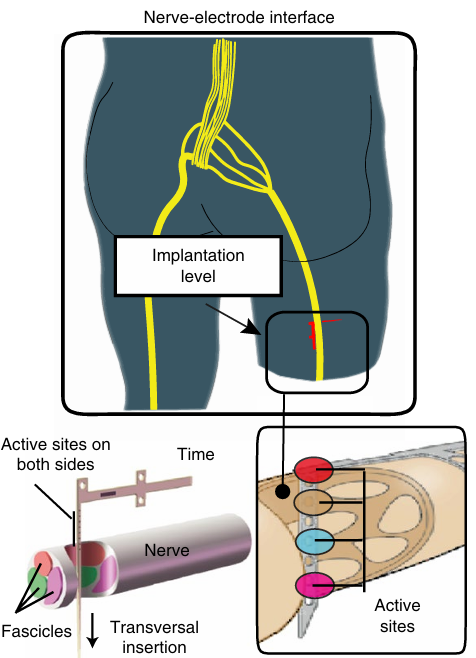 Nerve-electrode interface
Implantation
level
Active sites on
both sides
Time
Nerve
Fascicles
Transversal
insertion
Active
sites